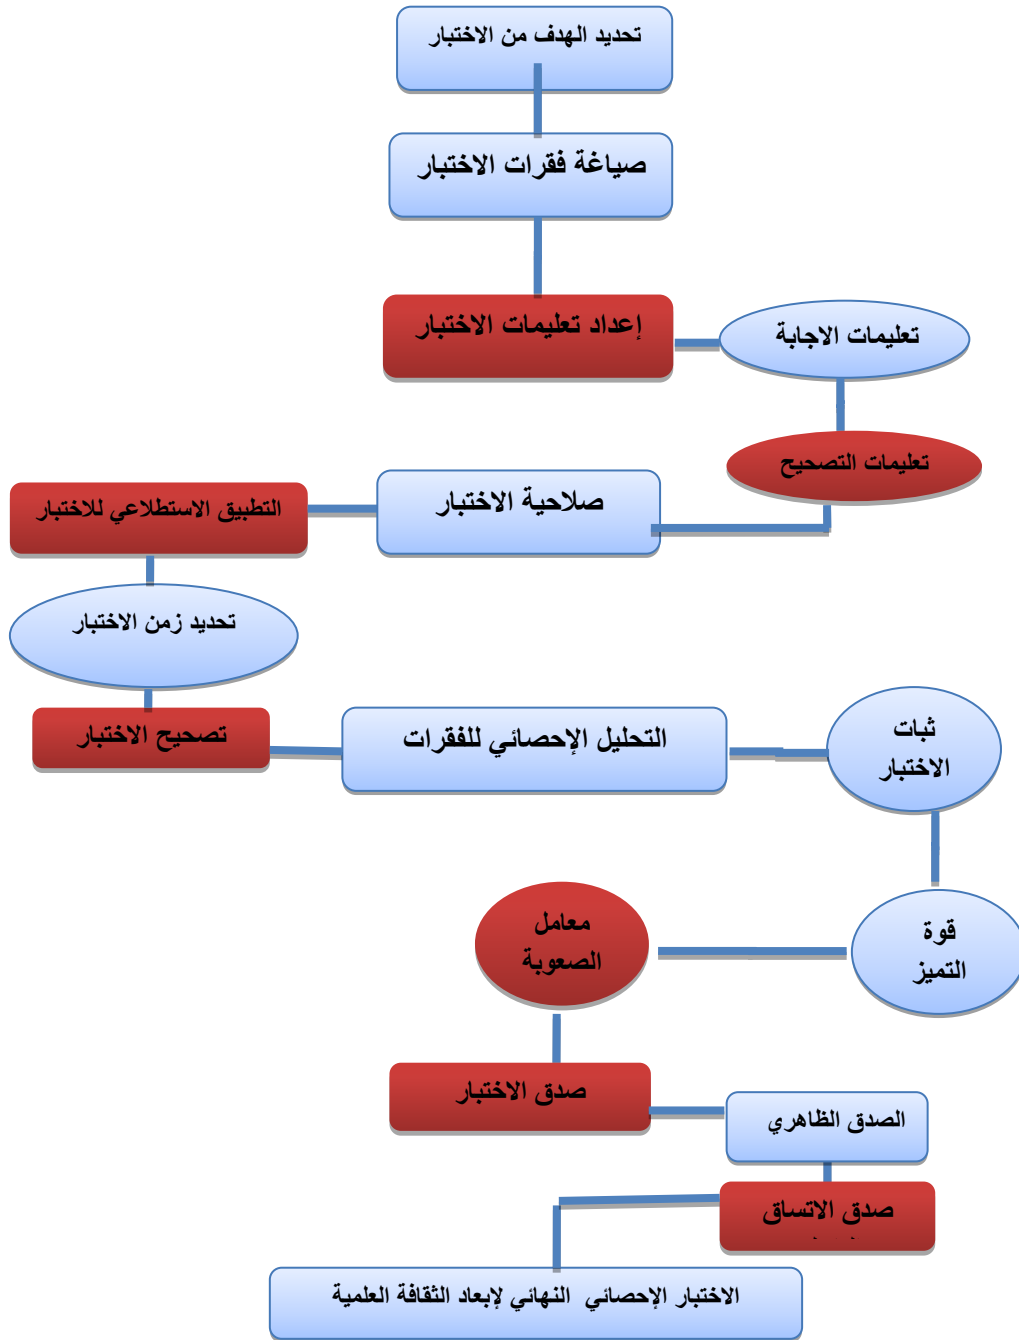 تحديد الهدف من الاختبار
صياغة فقرات الاختبار
إعداد تعليمات الاختبار
تعليمات الاجابة
تعليمات التصحيح
صلاحية الاختبار
التطبيق الاستطلاعي للاختبار
تحديد زمن الاختبار
تصحيح الاختبار
التحليل الإحصائي للفقرات
ثبات
الاختبار
قوة
التميز
معامل
الصعوبة
صدق الاختبار
الصدق الظاهري
صدق الاتساق
الاختبار الإحصائي النهائي لإبعاد الثقافة العلمية